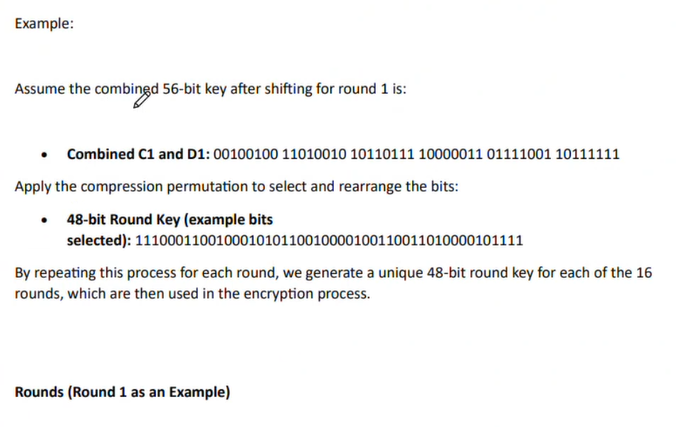 Example:
Assume the combined 56-bit key after shifting for round 1 is:
• Combined C1 and D1: 00100100 11010010 10110111 10000011 01111001 10111111
Apply the compression permutation to select and rearrange the bits:
• 48-bit Round Key (example bits
selected): 111000110010001010110010000100110011010000101111
By repeating this process for each round, we generate a unique 48-bit round key for each of the 16
rounds, which are then used in the encryption process.
Rounds (Round 1 as an Example)